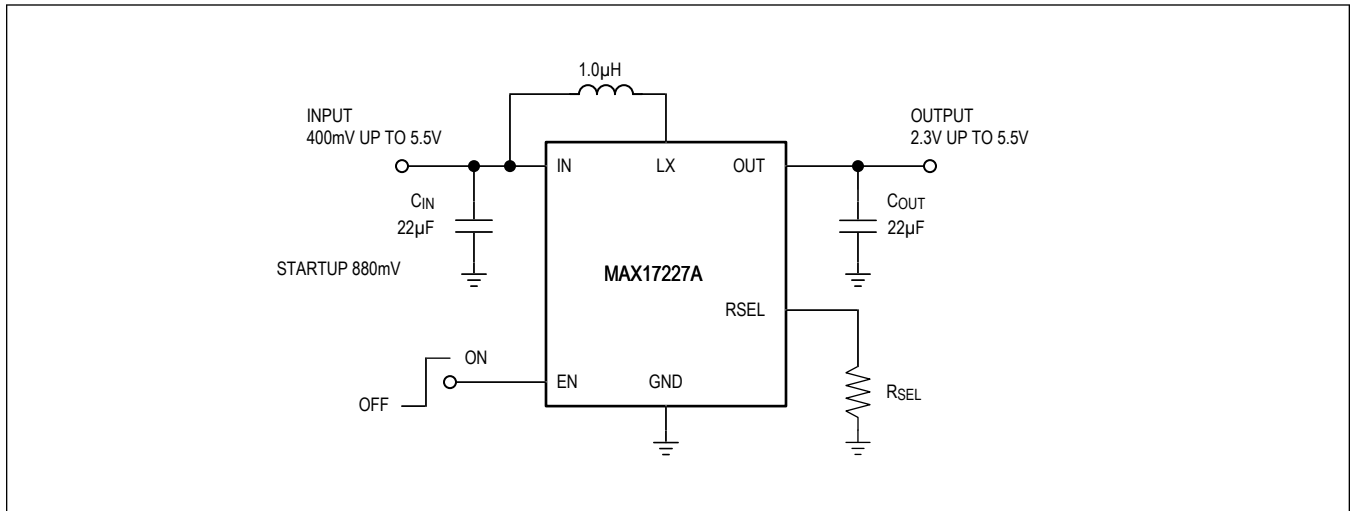 1.0µH
INPUT
400mV UP TO 5.5V
OUTPUT
2.3V UP TO 5.5V
IN
LX
OUT
CIN
22µF
COUT
22µF
STARTUP 880mV
MAX17227A
RSEL
ON
OFF
EN
GND
RSEL